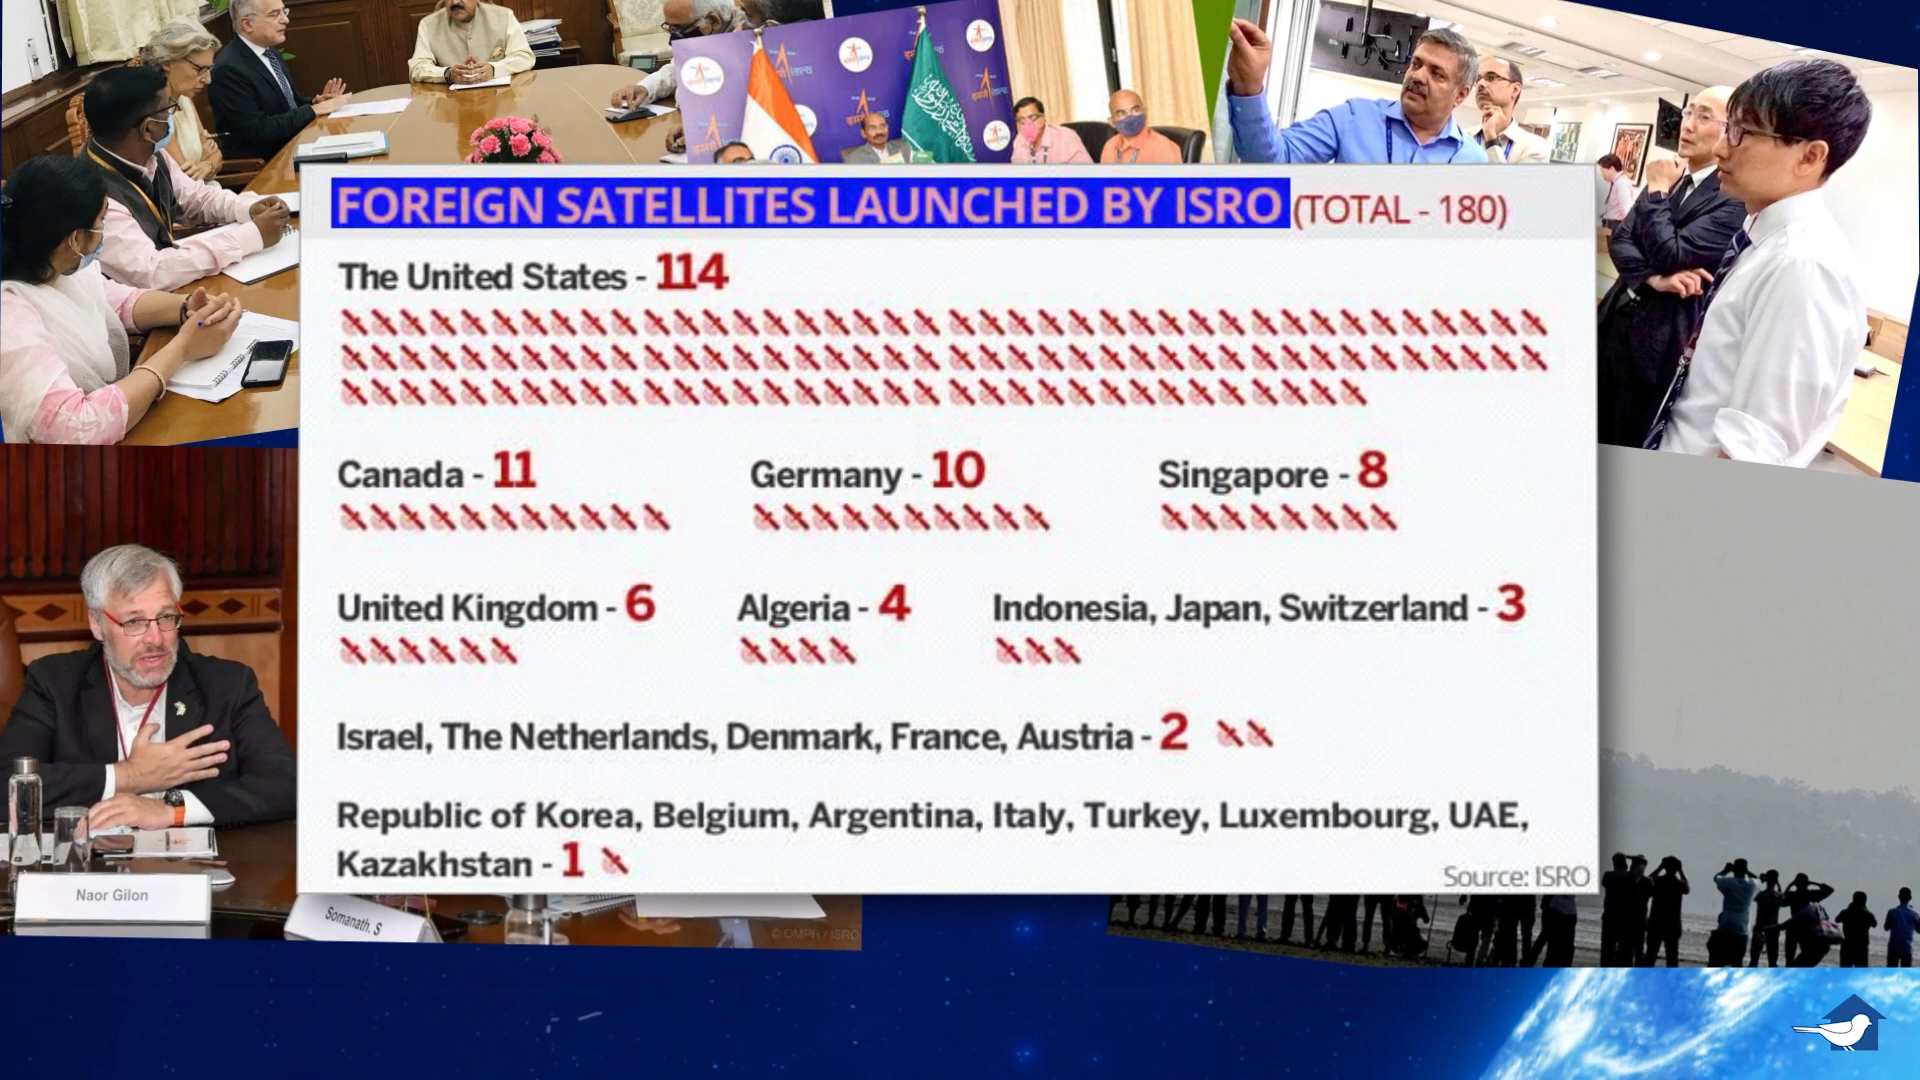 FOREIGN SATELLITES LAUNCHED BY ISRO (TOTAL - 180)
The United States - 114
Canada - 11
Germany - 10
Singapore - 8
United Kingdom - 6
Algeria - 4
Indonesia, Japan, Switzerland - 3
Israel, The Netherlands, Denmark, France, Austria - 2
Republic of Korea, Belgium, Argentina, Italy, Turkey, Luxembourg, UAE,
Kazakhstan - 1
Source: ISRO
Naor Gilon
Somanath. S
© DMPR / ISRO